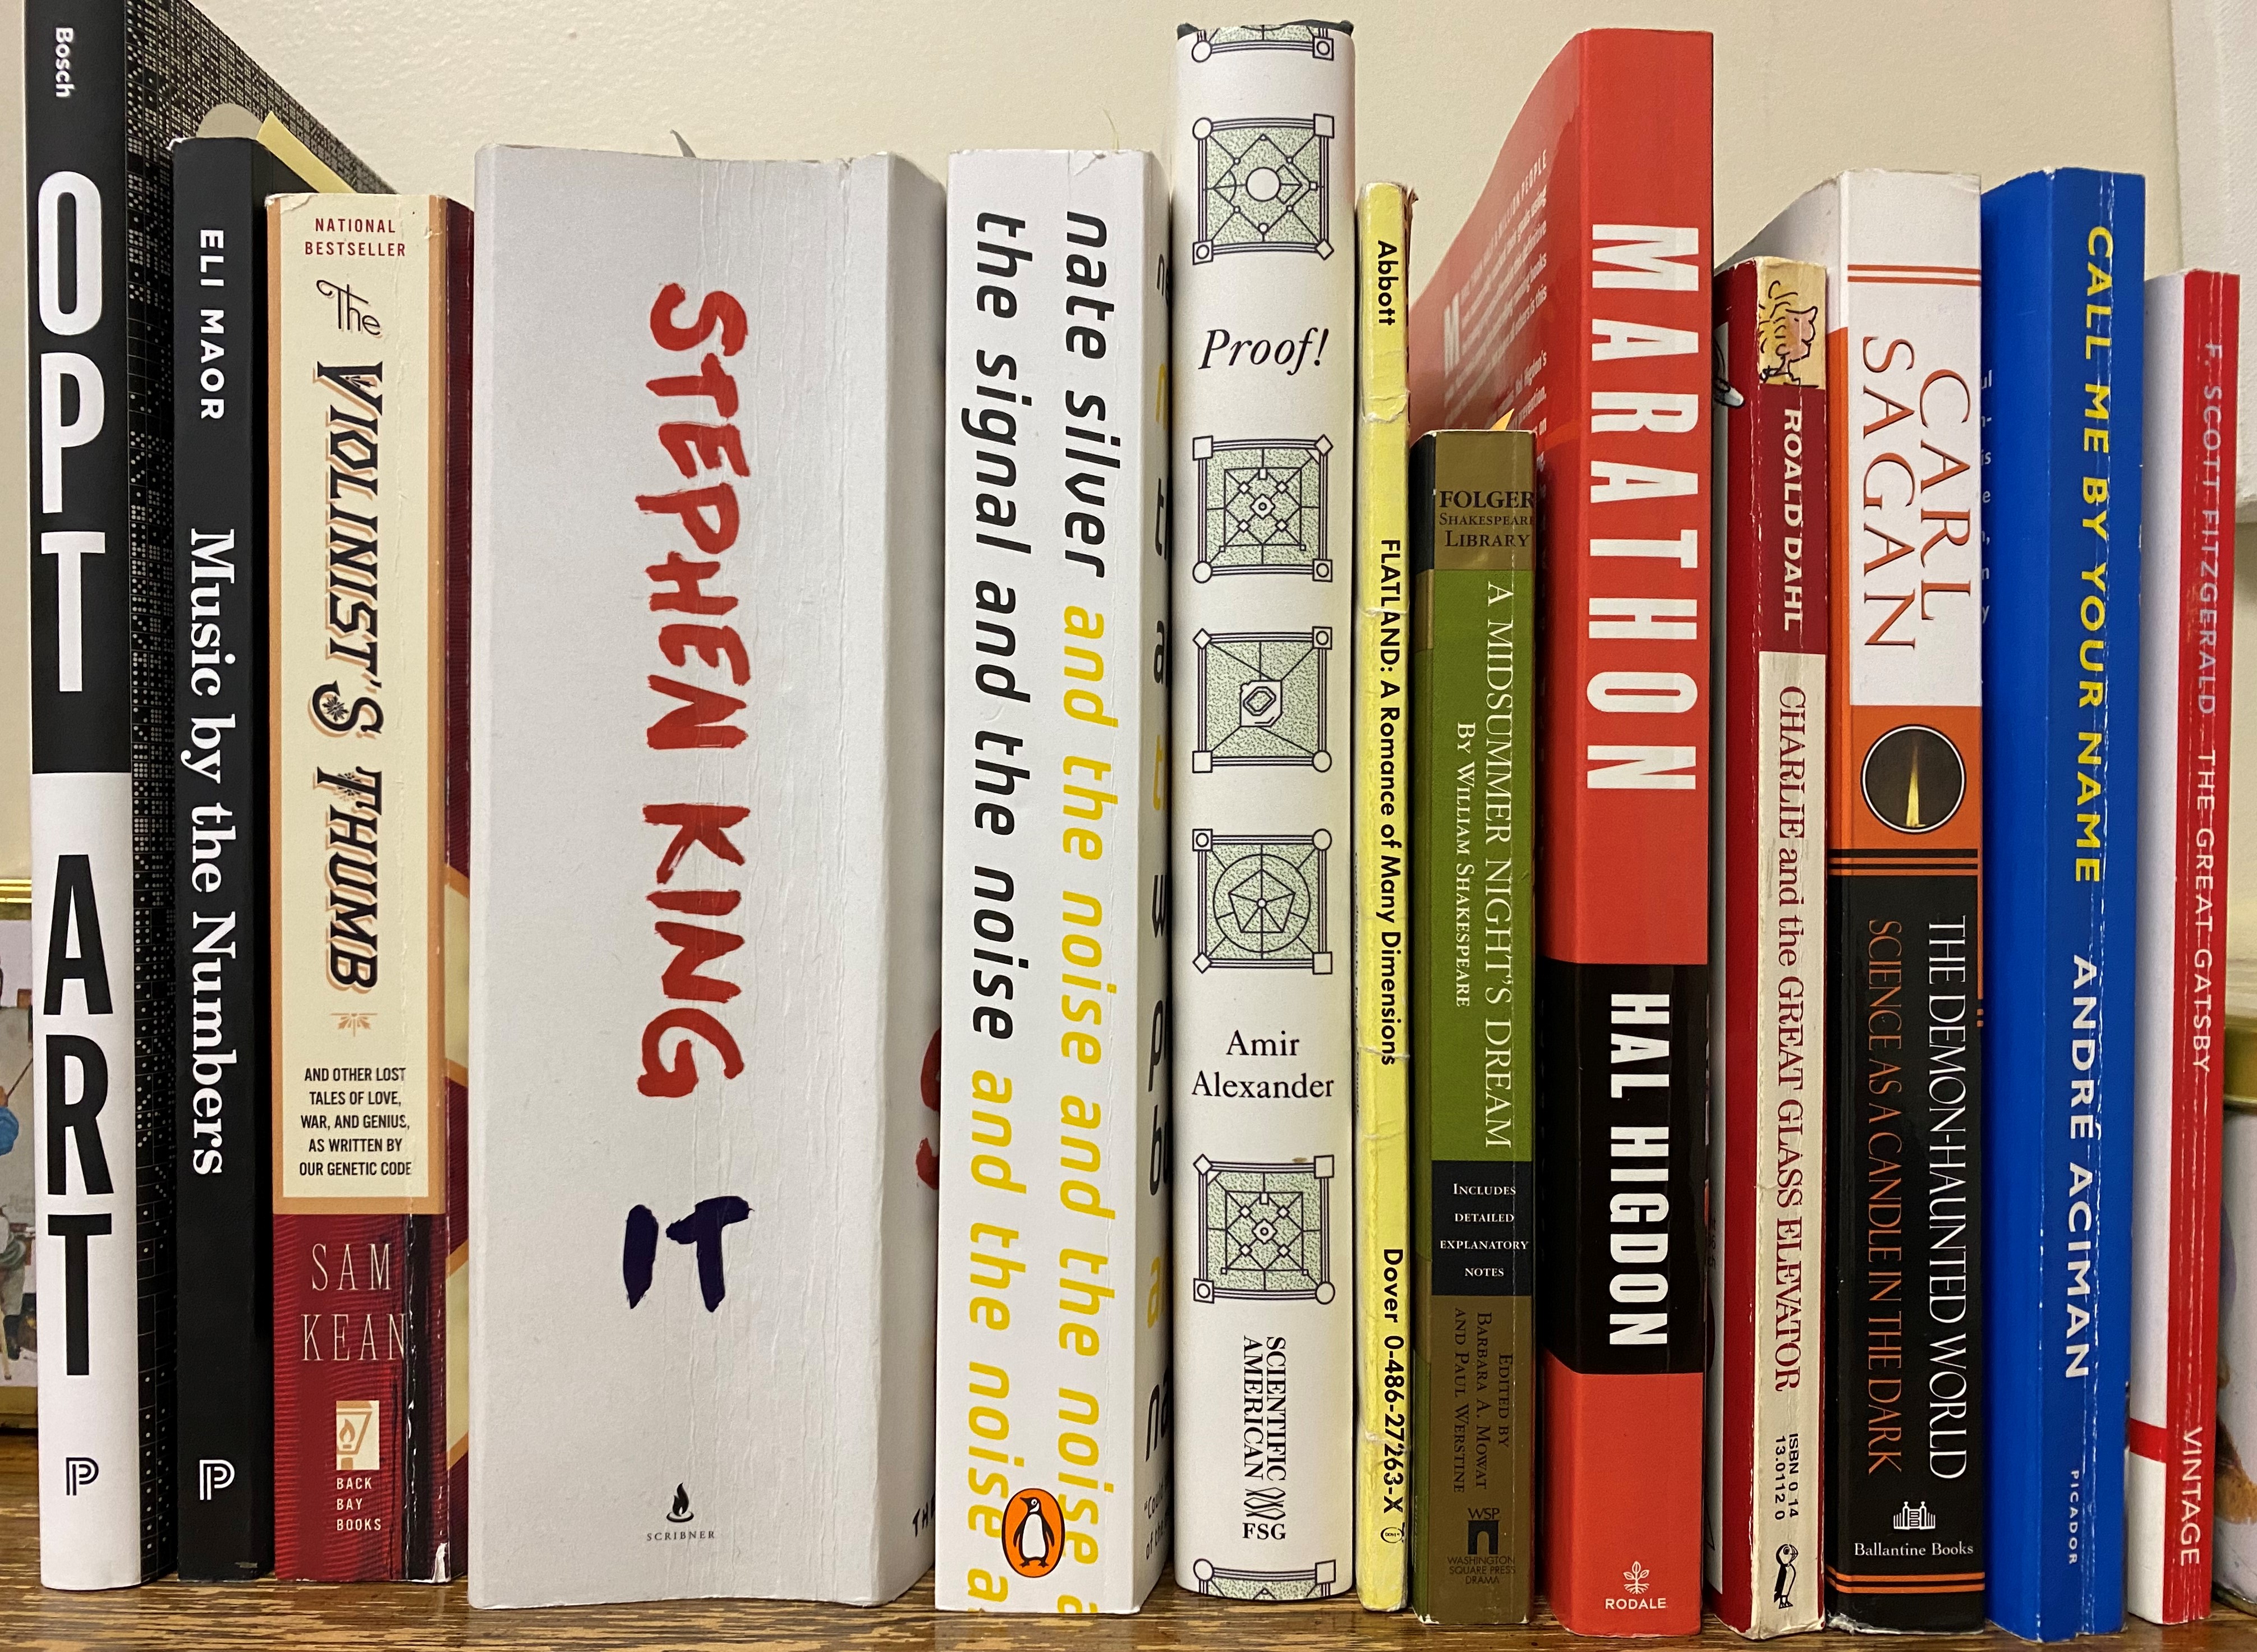 Bosch
OPT ART
ELI MAOR
Music by the Numbers
NATIONAL
BESTSELLER
The
VIOLINIST'S THUMB
AND OTHER LOST
TALES OF LOVE,
WAR, AND GENIUS,
AS WRITTEN BY
OUR GENETIC CODE
SAM
KEAN
BACK
BAY
BOOKS
STEPHEN KING
IT
SCRIBNER
nate silver and the noise and the noise
the signal and the noise and the noise
Proof!
Amir
Alexander
SCIENTIFIC
AMERICAN
FSG
Abbott
FLATLAND: A Romance of Many Dimensions
Dover 0-486-27263-X
FOLGER
SHAKESPEARE
LIBRARY
A MIDSUMMER NIGHT'S DREAM
BY WILLIAM SHAKESPEARE
INCLUDES
DETAILED
EXPLANATORY
NOTES
EDITED BY
BARBARA A. MOWAT
AND PAUL WERSTINE
WSP
WASHINGTON
SQUARE PRESS
DRAMA
MARATHON
HAL HIGDON
RODALE
ROALD DAHL
CHARLIE and the GREAT GLASS ELEVATOR
ISBN 0.14
13.0112 0
CARL
SAGAN
THE DEMON-HAUNTED WORLD
SCIENCE AS A CANDLE IN THE DARK
Ballantine Books
CALL ME BY YOUR NAME
ANDRÉ ACIMAN
PICADOR
F. SCOTT FITZGERALD THE GREAT GATSBY
VINTAGE